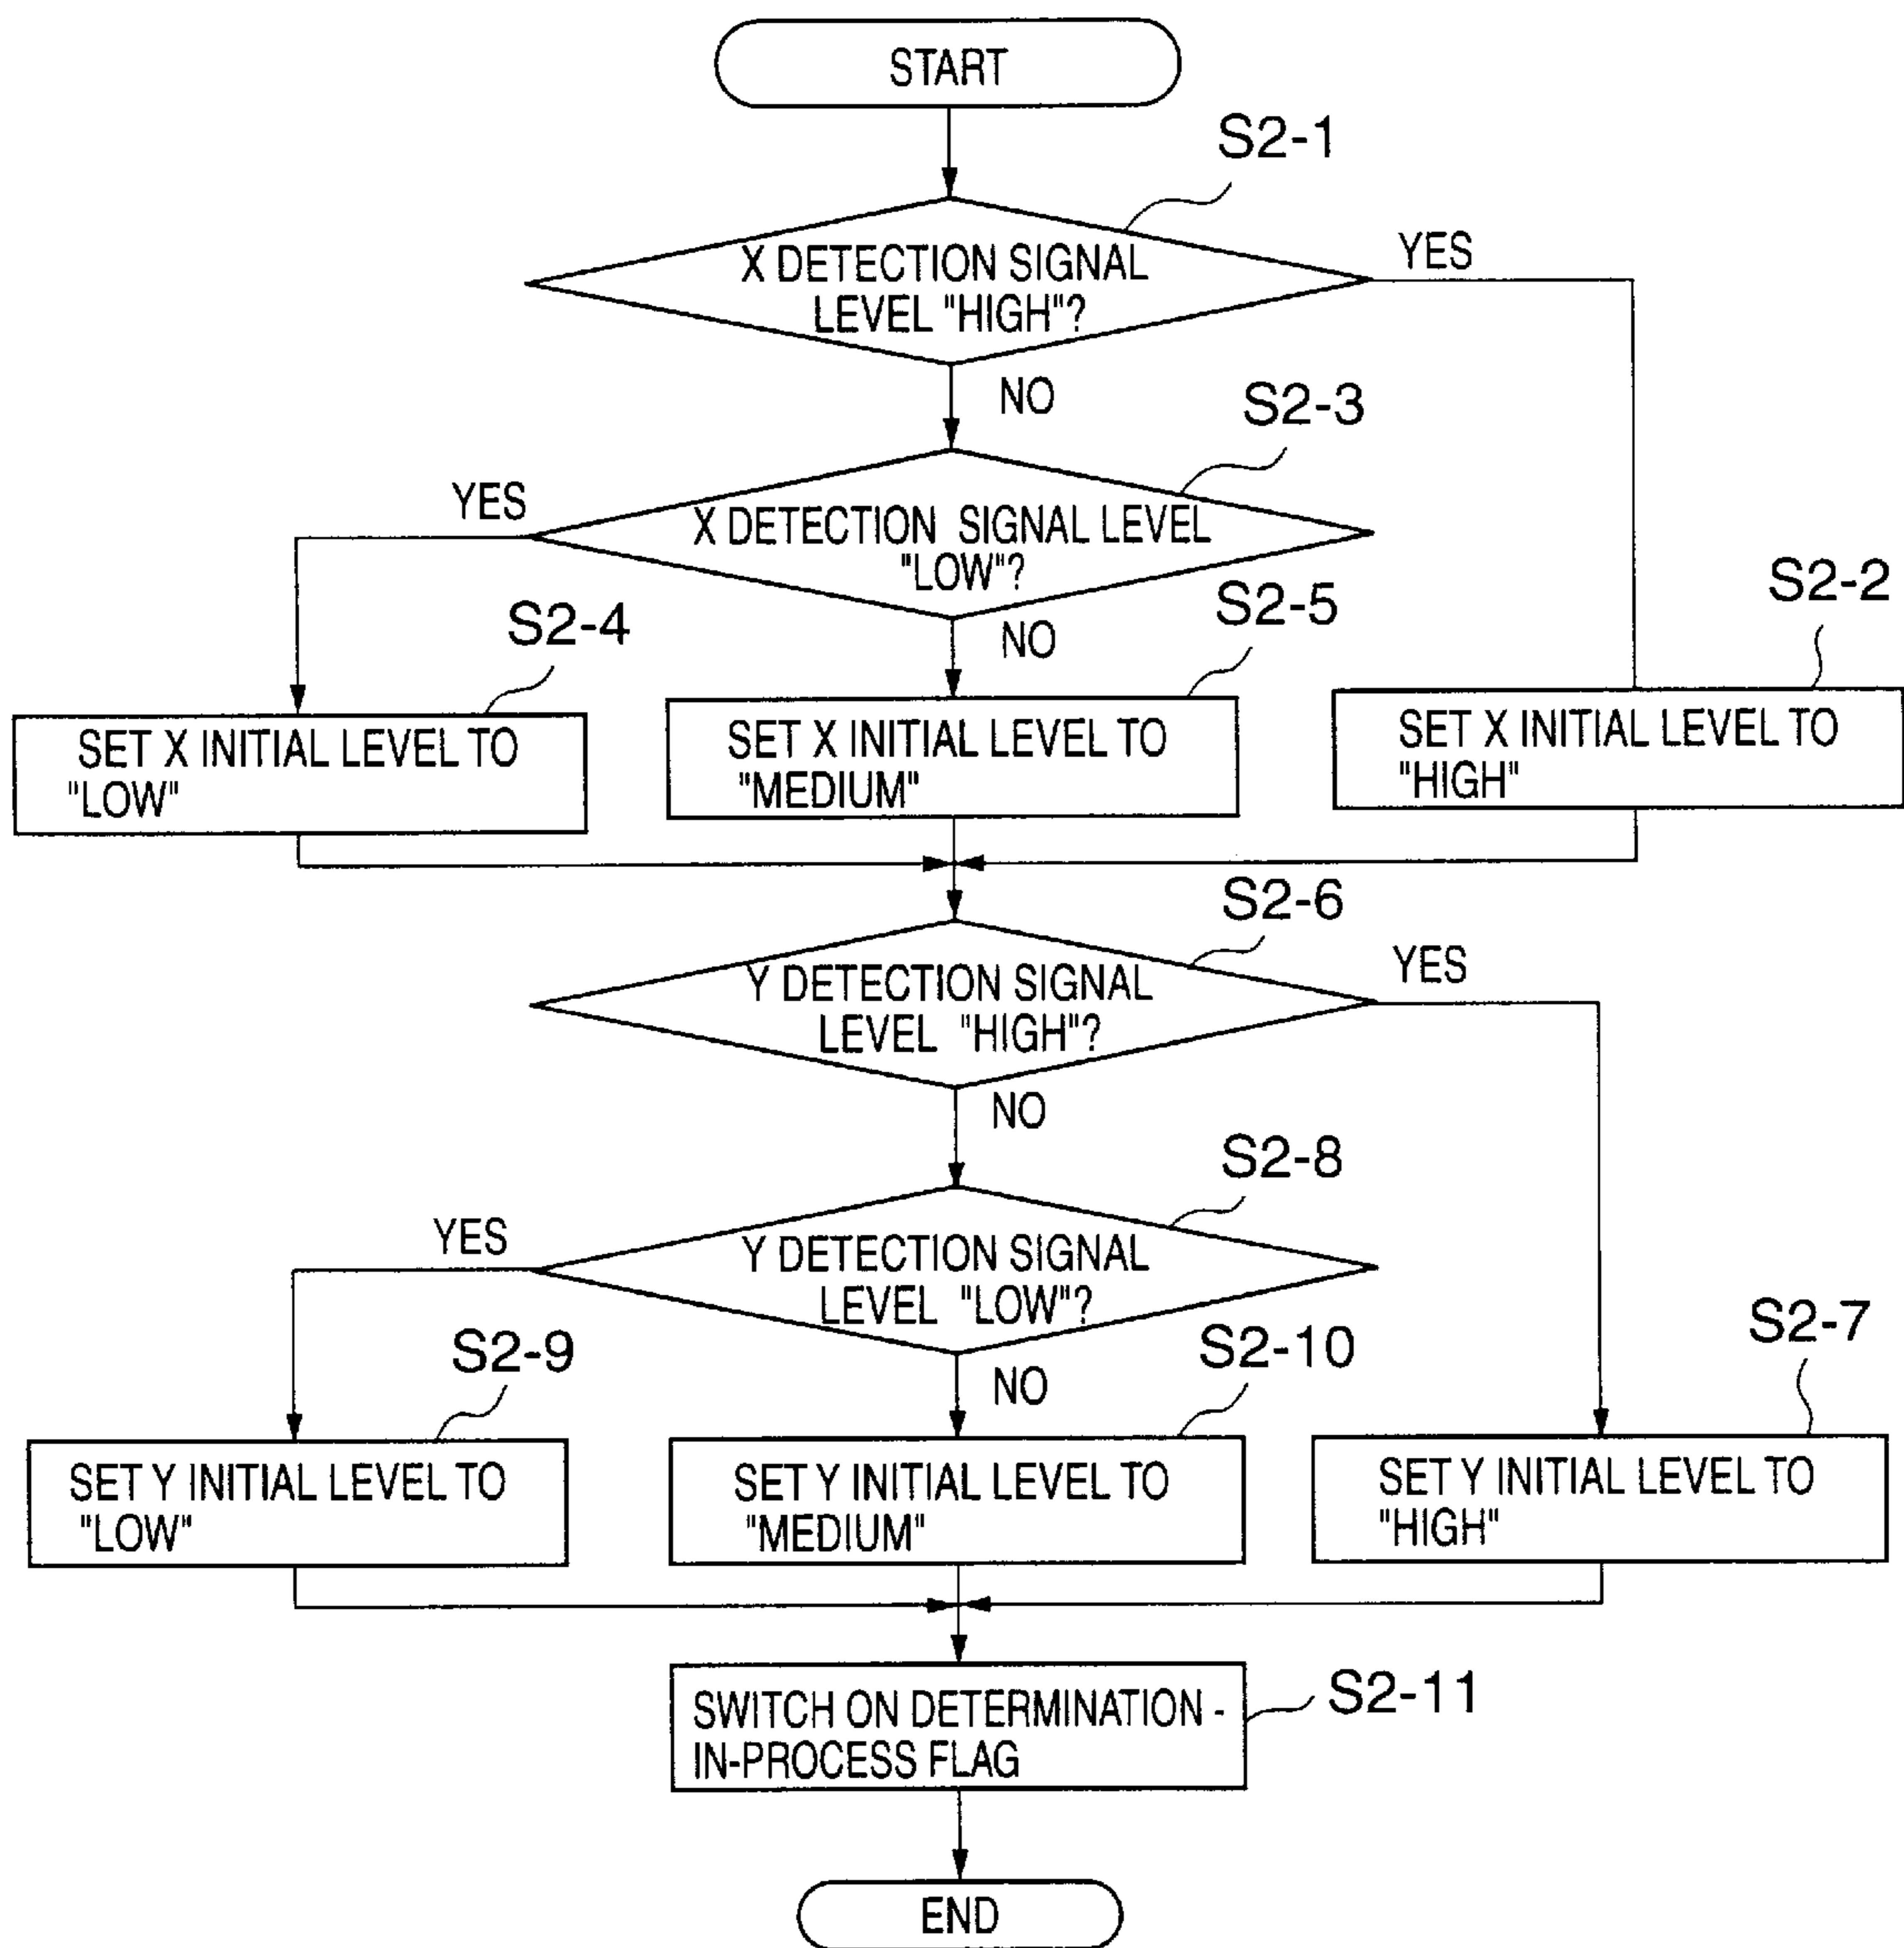 START
S2-1
X DETECTION SIGNAL
LEVEL "HIGH"?
YES
NO
S2-3
YES
X DETECTION SIGNAL LEVEL
"LOW"?
S2-2
S2-4
S2-5
NO
SET X INITIAL LEVEL TO
"LOW"
SET X INITIAL LEVEL TO
"MEDIUM"
SET X INITIAL LEVEL TO
"HIGH"
S2-6
Y DETECTION SIGNAL
LEVEL "HIGH"?
YES
NO
S2-8
YES
Y DETECTION SIGNAL
LEVEL "LOW"?
S2-9
S2-10
S2-7
NO
SET Y INITIAL LEVEL TO
"LOW"
SET Y INITIAL LEVEL TO
"MEDIUM"
SET Y INITIAL LEVEL TO
"HIGH"
SWITCH ON DETERMINATION -
IN-PROCESS FLAG
S2-11
END